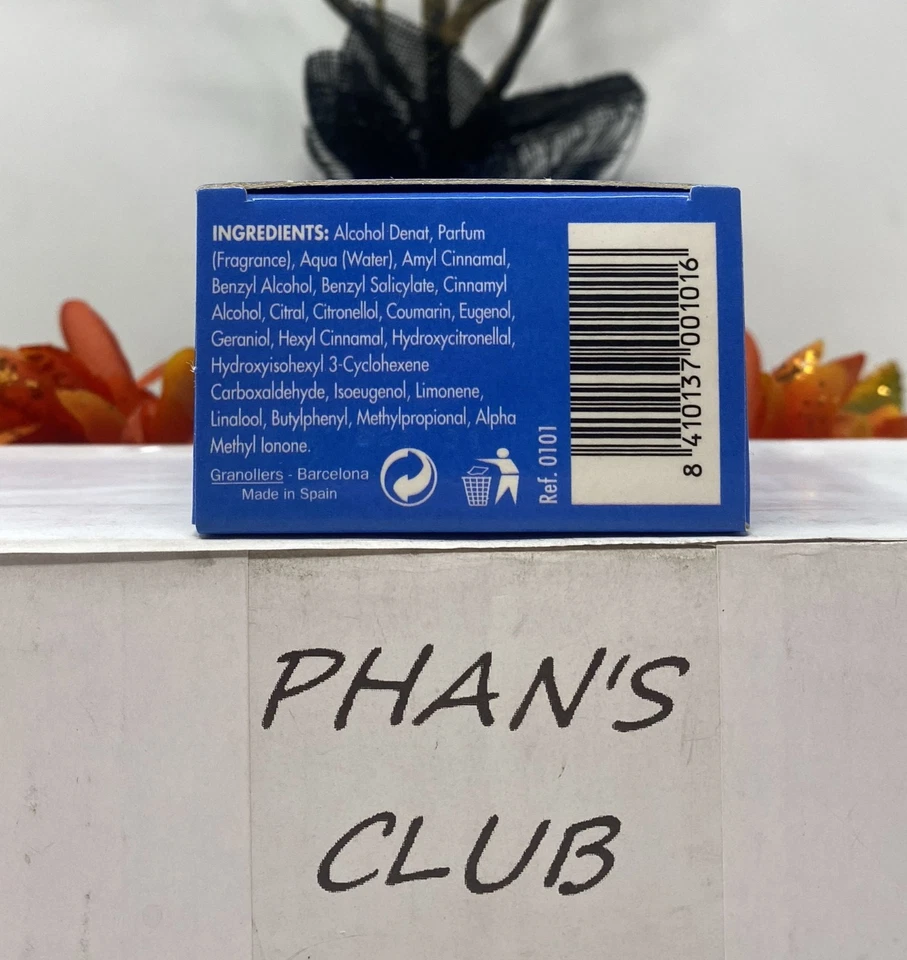 INGREDIENTS: Alcohol Denat, Parfum
(Fragrance), Aqua (Water), Amyl Cinnamal,
Benzyl Alcohol, Benzyl Salicylate, Cinnamyl
Alcohol, Citral, Citronellol, Coumarin, Eugenol,
Geraniol, Hexyl Cinnamal, Hydroxycitronellal,
Hydroxyisohexyl 3-Cyclohexene
Carboxaldehyde, Isoeugenol, Limonene,
Linalool, Butylphenyl, Methylpropional, Alpha
Methyl Ionone.
Granollers - Barcelona
Made in Spain
Ref. 0101
8 410137 001016
PHAN'S
CLUB